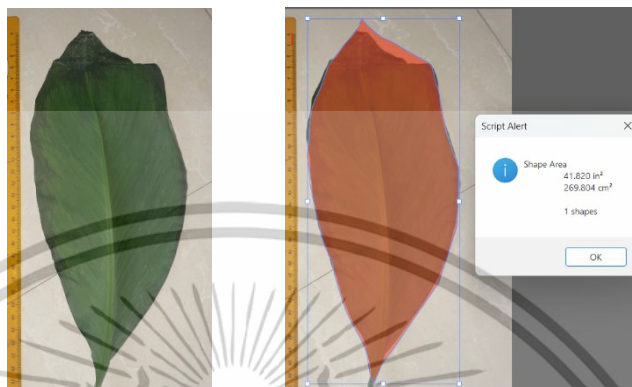 Script Alert
Shape Area
41.820 in²
269.804 cm²
1 shapes
OK